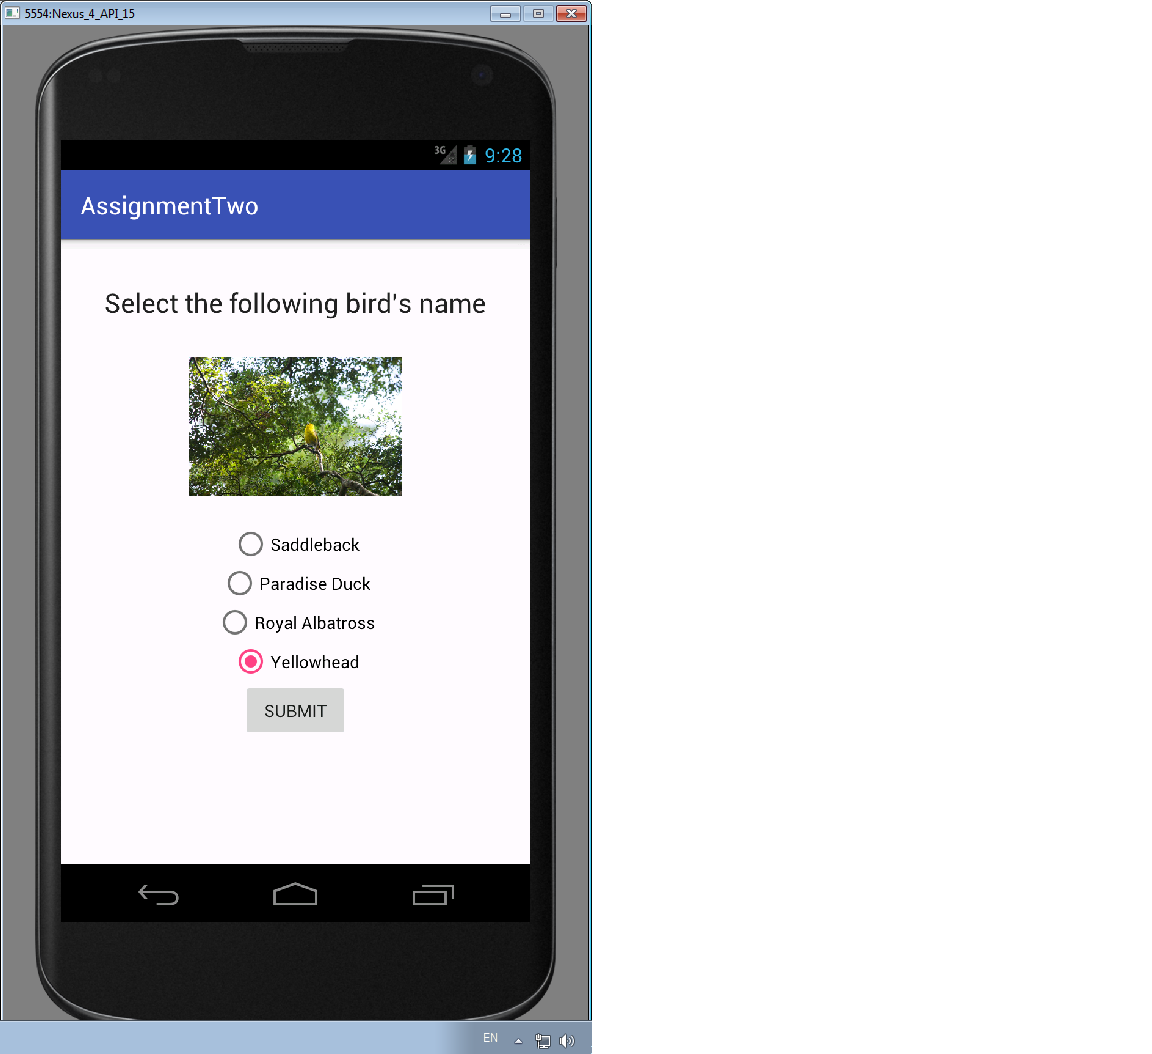 5554:Nexus_4_API_15
3G 9:28
AssignmentTwo
Select the following bird's name
Saddleback
Paradise Duck
Royal Albatross
Yellowhead
SUBMIT
EN